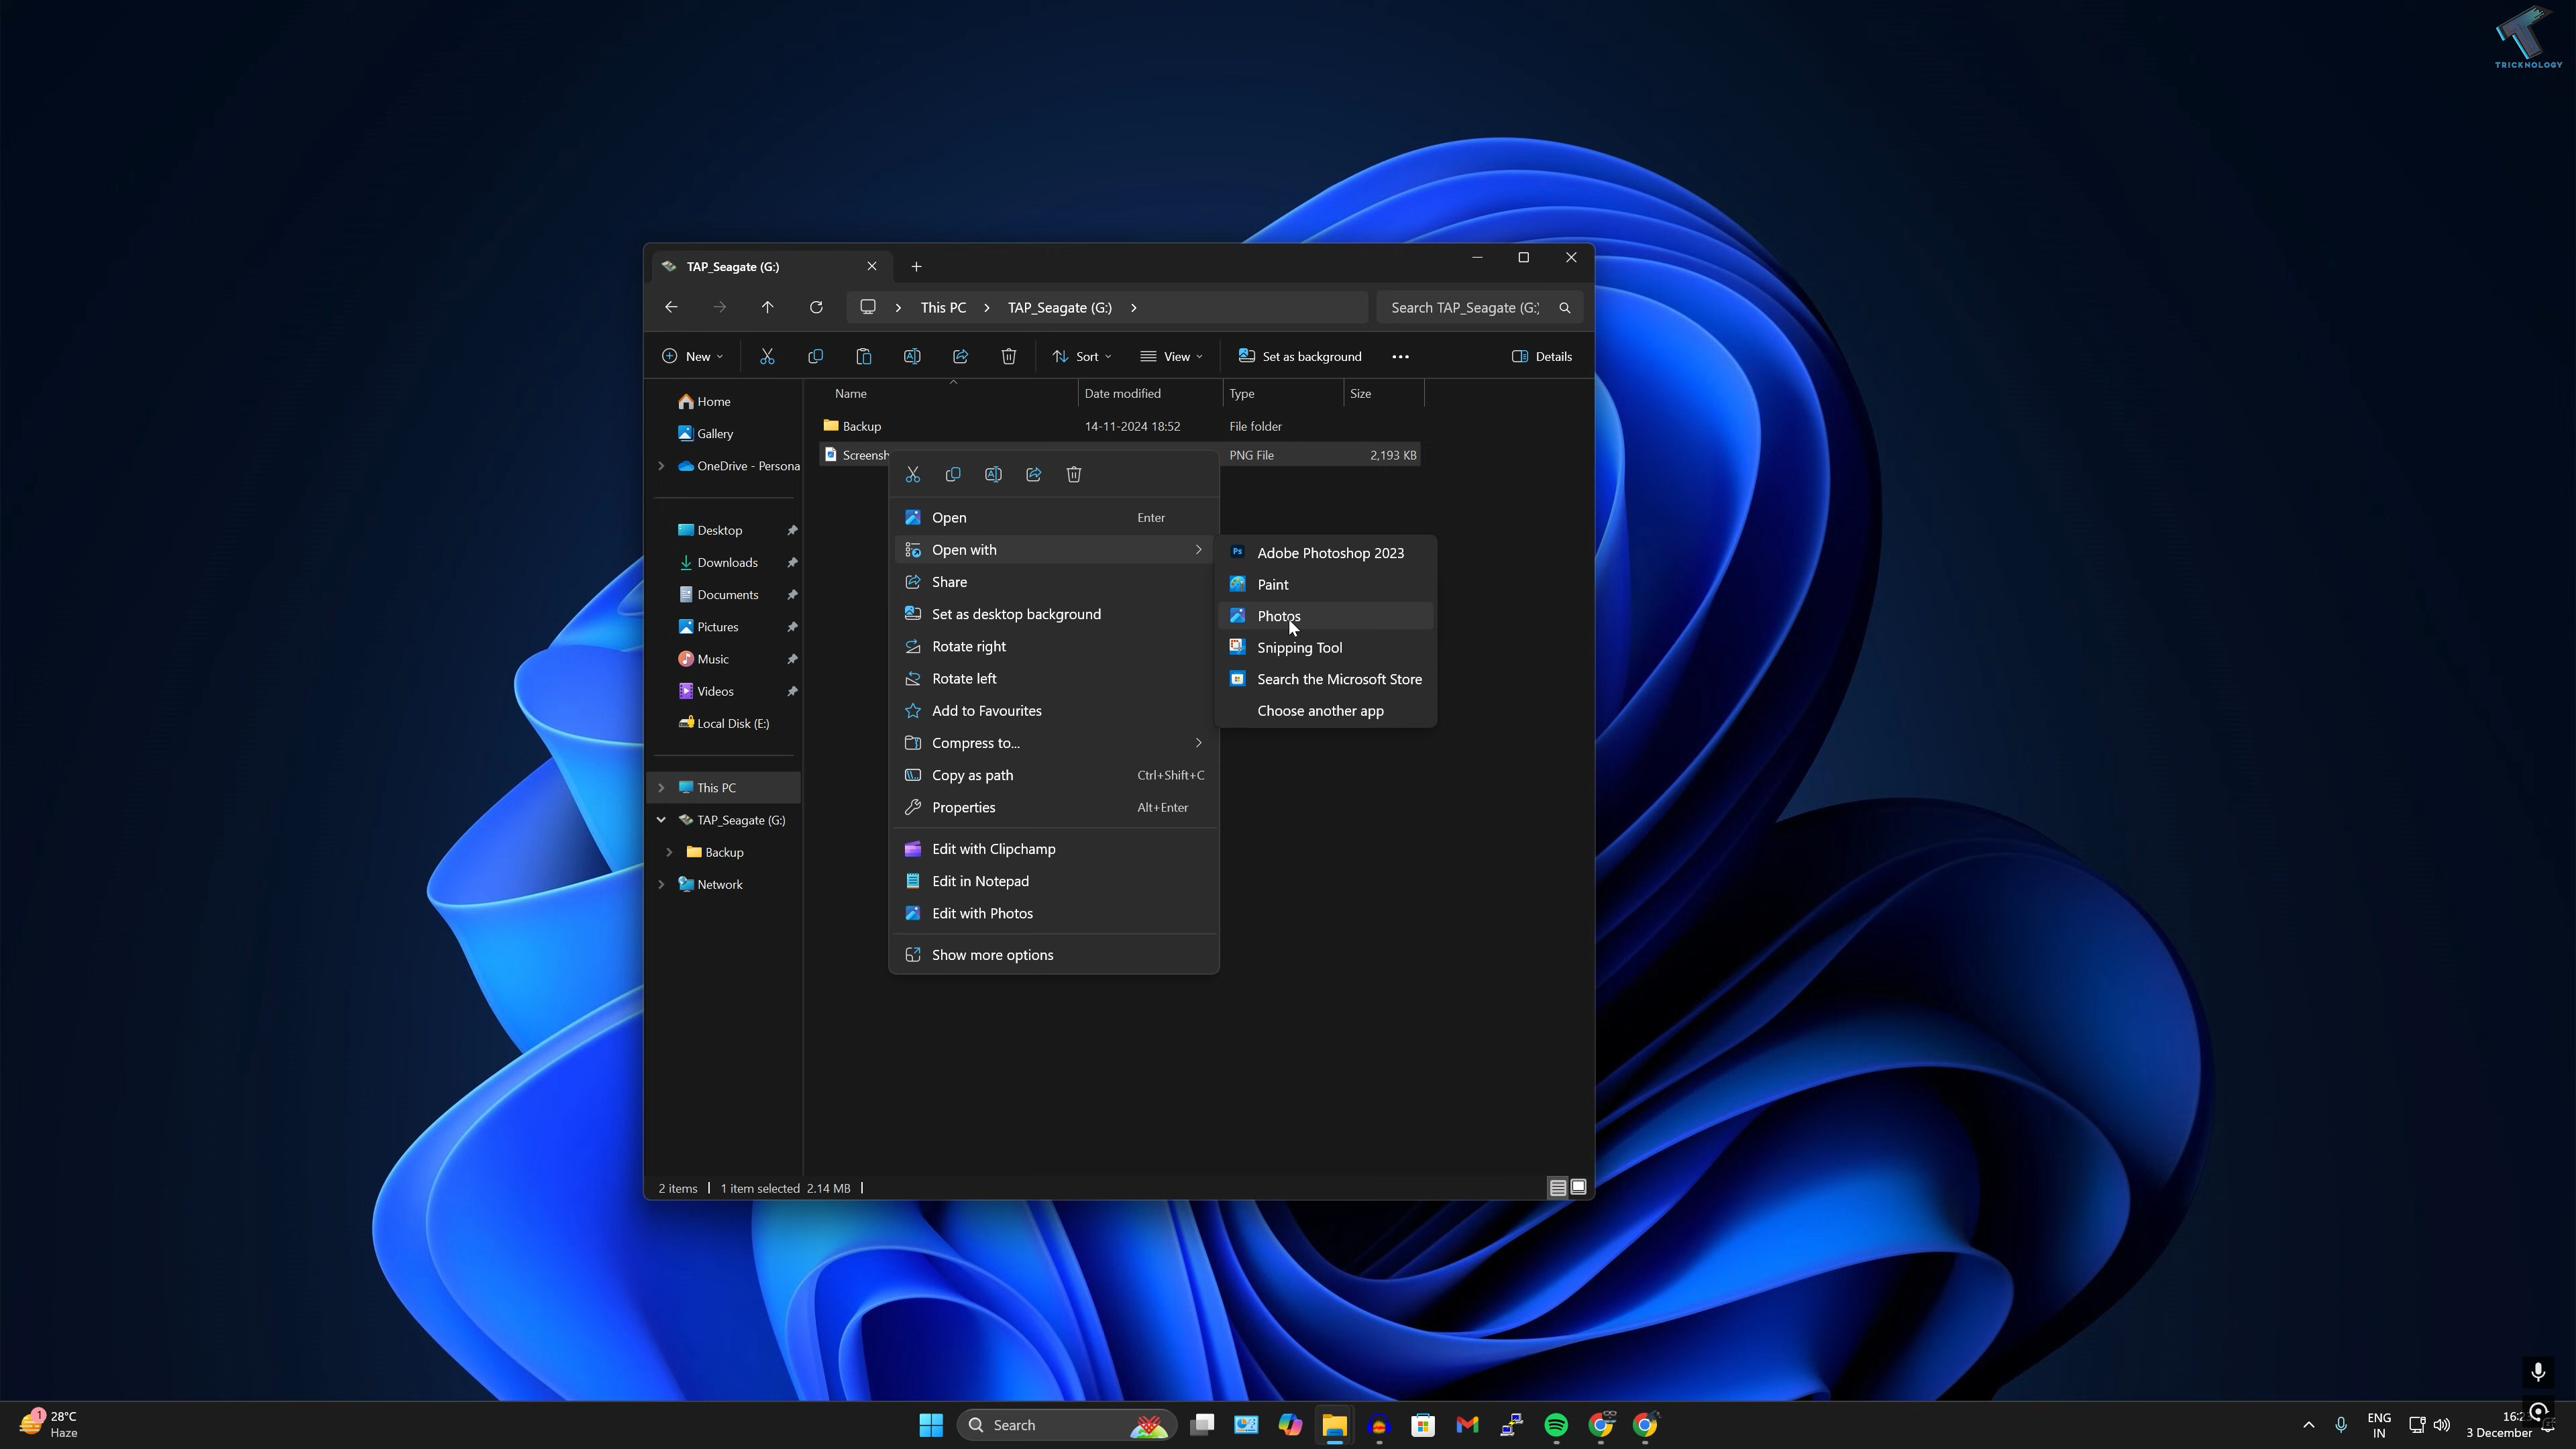 TRICKNOLOGY
TAP_Seagate (G:)
This PC
TAP_Seagate (G:)
Search TAP_Seagate (G:)
New
Sort
View
Set as background
Details
Name
Date modified
Type
Size
Home
Gallery
OneDrive - Persona
Desktop
Downloads
Documents
Pictures
Music
Videos
Local Disk (E:)
This PC
TAP_Seagate (G:)
Backup
Network
Backup 14-11-2024 18:52 File folder
Screensh PNG File 2,193 KB
Open Enter
Open with
Share
Set as desktop background
Rotate right
Rotate left
Add to Favourites
Compress to...
Copy as path Ctrl+Shift+C
Properties Alt+Enter
Edit with Clipchamp
Edit in Notepad
Edit with Photos
Show more options
Ps Adobe Photoshop 2023
Paint
Photos
Snipping Tool
Search the Microsoft Store
Choose another app
2 items 1 item selected 2.14 MB
1
28°C
Haze
Search
ENG
IN
3 December